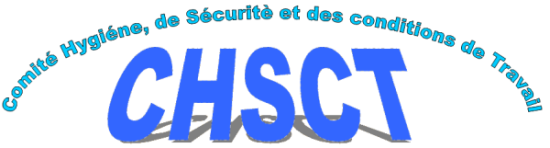 Comité Hygiéne, de Sécuritè et des conditions de Travail
CHSCT